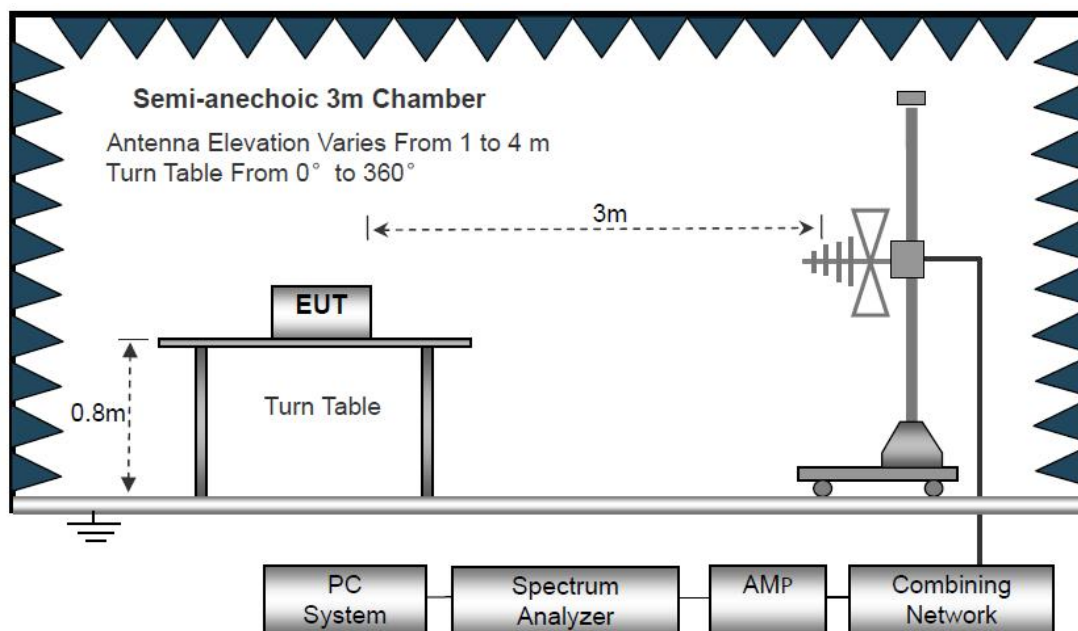 Semi-anechoic 3m Chamber
Antenna Elevation Varies From 1 to 4 m
Turn Table From 0° to 360°
3m
EUT
0.8m
Turn Table
PC
System
Spectrum
Analyzer
AMP
Combining
Network